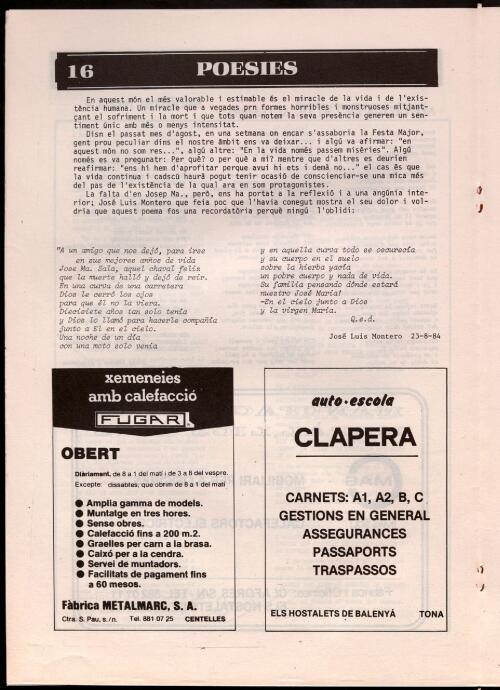 16 POESIES
En aquest món el més valorable i estimable és el miracle de la vida i de l'exis-
tència humana. Un miracle que a vegades prn formes horribles i monstruoses mitjant-
çant el sofriment i la mort i que tots quan notem la seva presència generem un sen-
timent únic amb més o menys intensitat.
Disn el passat mes d'agost, en una setmana on encar s'assaboria la Festa Major,
gent prou peculiar dins el nostre àmbit ens va deixar... i algú va afirmar: "en
aquest món no som res...", algú altre: "En la vida només passem misèries". Algú
només es va pregunatr: Per què? o per què a mi? mentre que d'altres es deurien
reafirmar: "ens hi hem d'aprofitar perque avui hi ets i demà no..." el cas és que
la vida continua i cadscú haurà pogut tenir ocasió de conscienciar-se una mica més
del pas de l'existència de la qual ara en som protagonistes.
La falta d'en Josep Ma., però, ens ha portat a la reflexió i a una angúnia inte-
rior; José Luis Montero que feia poc que l'havia conegut mostra el seu dolor i vol-
dria que aquest poema fos una recordatòria perquè ningú l'oblidi:
"A un amigo que nos dejó, para irse
en sus mejores anños de vida
Jose Ma. Sala, aquel chaval feliz
que la muerte halló y dejó de reir.
En una curva de una carretera
Dios le cerró los ojos
para que él no la viera.
Diecisiete años tan solo tenía
y Dios lo llamó para hacerle compañía
junto a El en el cielo.
Una noche de un día
con una moto solo venía
y en aquella curva todo se oscurecía
y su cuerpo en el suelo
sobre la hierba yacía
un pobre cuerpo y nada de vida.
Su familia pensando dónde estará
nuestro José María!
-En el cielo junto a Dios
y la virgen María.
Q.e.d.
José Luis Montero 23-8-84
xemeneies
amb calefacció
FUGAR
OBERT
Diàriament, de 8 a 1 del matí i de 3 a 8 del vespre.
Excepte: dissabtes, que obrim de 8 a 1 del matí
● Amplia gamma de models.
● Muntatge en tres hores.
● Sense obres.
● Calefacció fins a 200 m.2.
● Graelles per carn a la brasa.
● Caixó per a la cendra.
● Servei de muntadors.
● Facilitats de pagament fins
a 60 mesos.
Fàbrica METALMARC, S. A.
Ctra. S. Pau, s./n. Tel. 881 07 25 CENTELLES
auto-escola
CLAPERA
CARNETS: A1, A2, B, C
GESTIONS EN GENERAL
ASSEGURANCES
PASSAPORTS
TRASPASSOS
ELS HOSTALETS DE BALENYÀ TONA